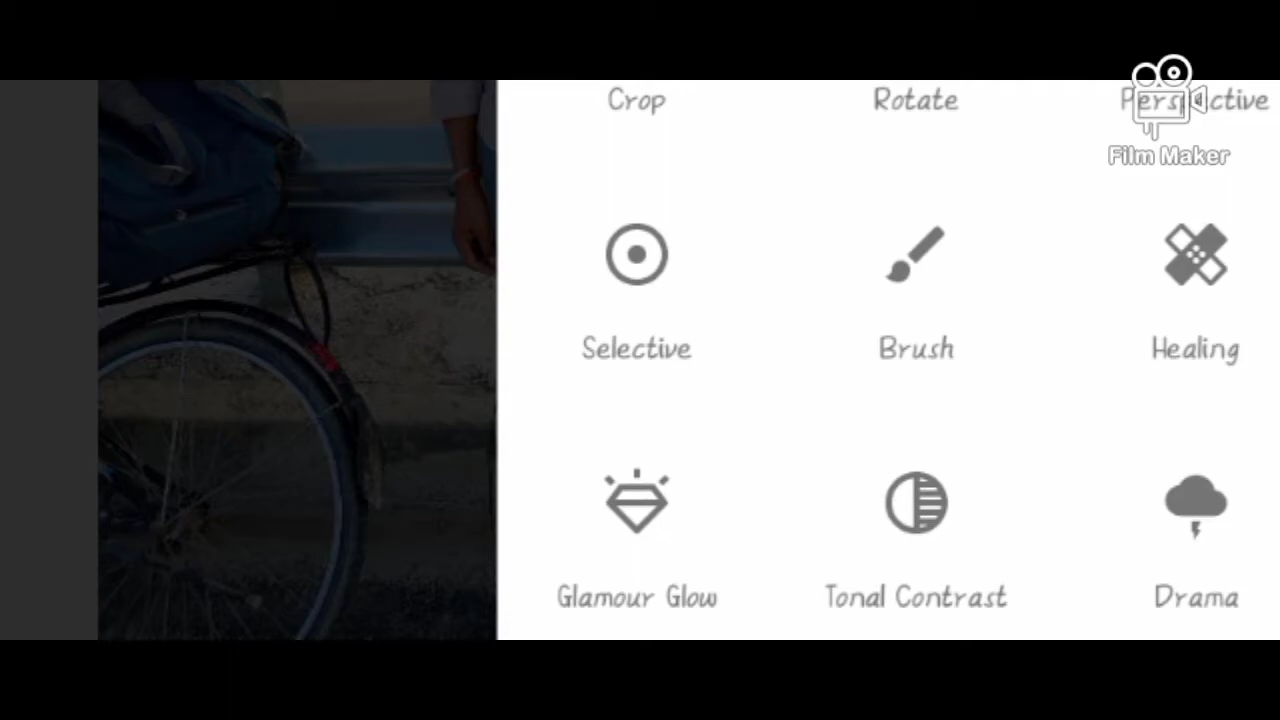 Crop Rotate Perspective
Film Maker
Selective Brush Healing
Glamour Glow Tonal Contrast Drama